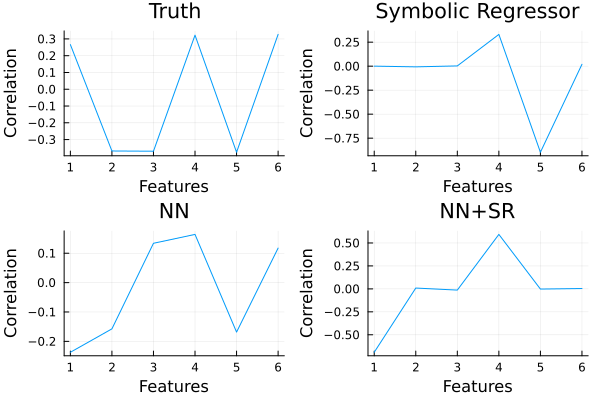 Truth
Correlation
0.3
0.2
0.1
0.0
−0.1
−0.2
−0.3
1 2 3 4 5 6
Features
Symbolic Regressor
Correlation
0.25
0.00
−0.25
−0.50
−0.75
1 2 3 4 5 6
Features
NN
Correlation
0.1
0.0
−0.1
−0.2
1 2 3 4 5 6
Features
NN+SR
Correlation
0.50
0.25
0.00
−0.25
−0.50
1 2 3 4 5 6
Features